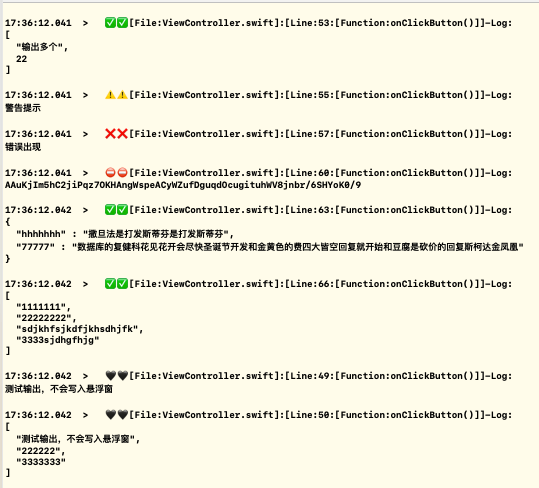 17:36:12.041  >   ✅✅[File:ViewController.swift]:[Line:53:[Function:onClickButton()]]-Log:
[
  "输出多个",
  22
]
17:36:12.041  >   ⚠️⚠️[File:ViewController.swift]:[Line:55:[Function:onClickButton()]]-Log:
警告提示
17:36:12.041  >   ❌❌[File:ViewController.swift]:[Line:57:[Function:onClickButton()]]-Log:
错误出现
17:36:12.041  >   ⛔️⛔️[File:ViewController.swift]:[Line:60:[Function:onClickButton()]]-Log:
AAuKjIm5hC2jiPqz7OKHAngWspeACyWZufDguqdOcugituhWV8jnbr/6SHYoK0/9
17:36:12.042  >   ✅✅[File:ViewController.swift]:[Line:63:[Function:onClickButton()]]-Log:
{
  "hhhhhhh" : "撒旦法是打发斯蒂芬是打发斯蒂芬",
  "77777" : "数据库的复健科花见花开会尽快圣诞节开发和金黄色的费四大皆空回复就开始和豆腐是砍价的回复斯柯达金凤凰"
}
17:36:12.042  >   ✅✅[File:ViewController.swift]:[Line:66:[Function:onClickButton()]]-Log:
[
  "1111111",
  "22222222",
  "sdjkhfsjkdfjkhsdhjfk",
  "3333sjdhgfhjg"
]
17:36:12.042  >   🖤🖤[File:ViewController.swift]:[Line:49:[Function:onClickButton()]]-Log:
测试输出，不会写入悬浮窗
17:36:12.042  >   🖤🖤[File:ViewController.swift]:[Line:50:[Function:onClickButton()]]-Log:
[
  "测试输出，不会写入悬浮窗",
  "222222",
  "3333333"
]